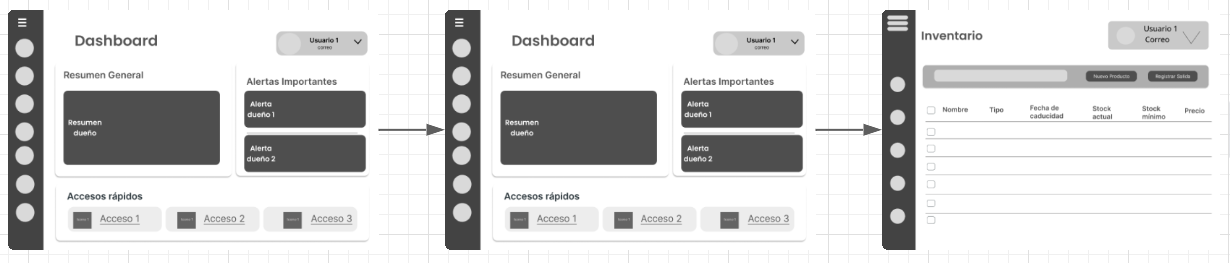 Dashboard
Usuario 1
correo
Resumen General
Alertas Importantes
Resumen
dueño
Alerta
dueño 1
Alerta
dueño 2
Accesos rápidos
Acceso 1
Acceso 2
Acceso 3
Dashboard
Usuario 1
correo
Resumen General
Alertas Importantes
Resumen
dueño
Alerta
dueño 1
Alerta
dueño 2
Accesos rápidos
Acceso 1
Acceso 2
Acceso 3
Inventario
Usuario 1
Correo
Nuevo Producto
Registrar Salida
Nombre
Tipo
Fecha de
caducidad
Stock
actual
Stock
mínimo
Precio